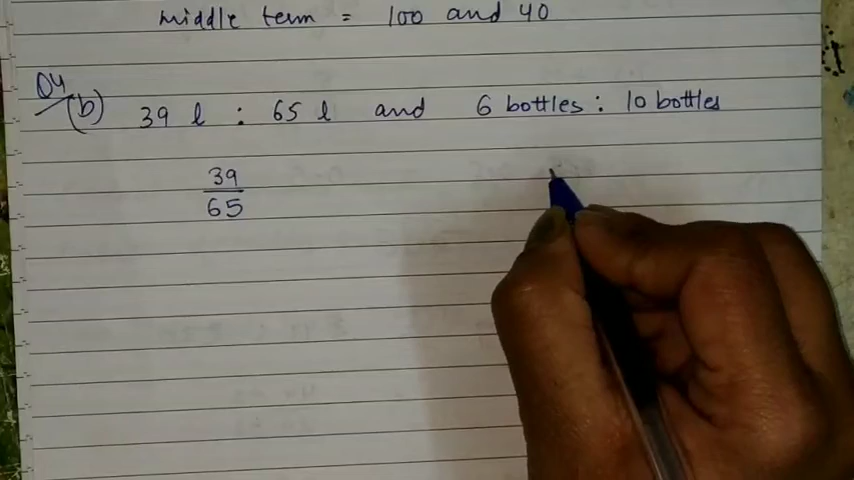 middle term = 100 and 40
Q4
(b) 39 l : 65 l and 6 bottles : 10 bottles
39
65